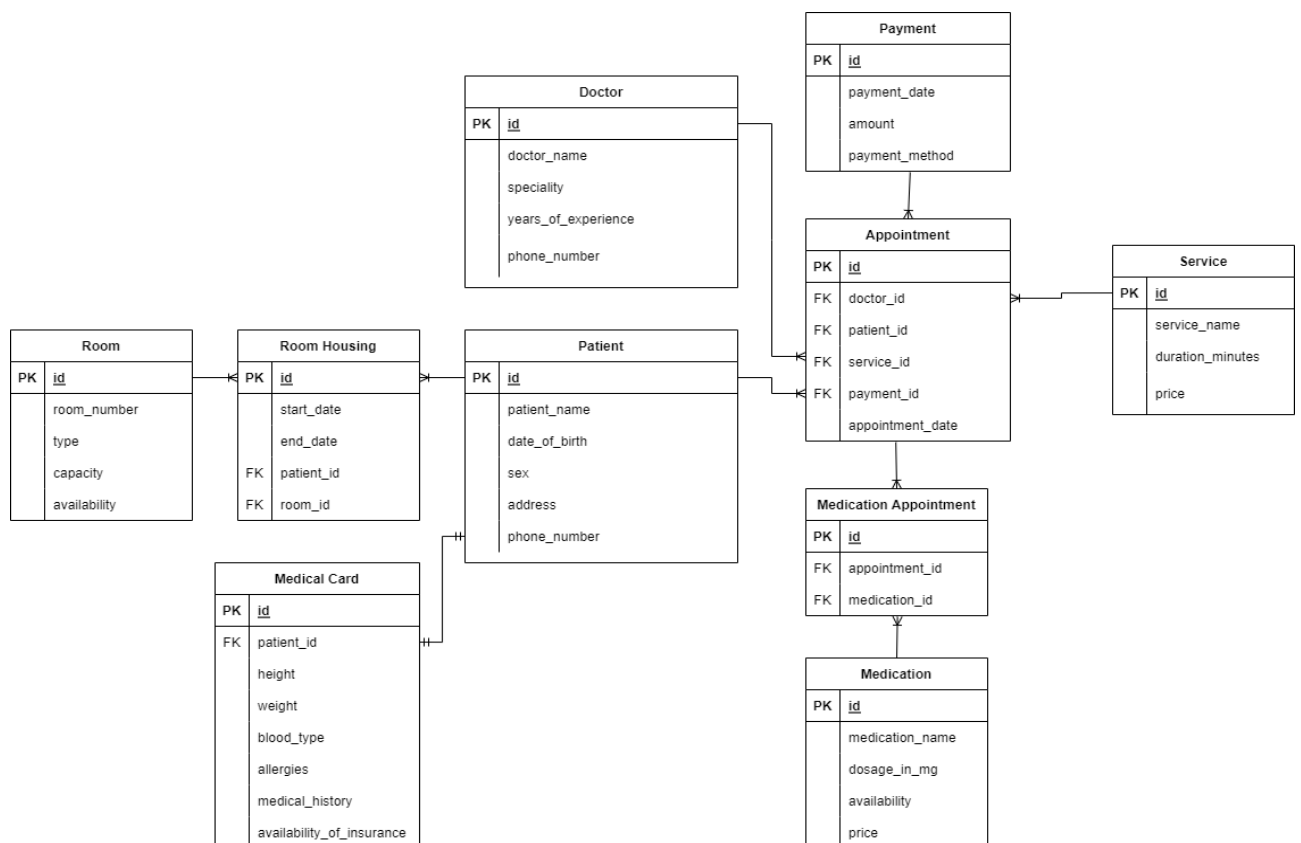 Payment
PK id
payment_date
amount
payment_method
Doctor
PK id
doctor_name
speciality
years_of_experience
phone_number
Appointment
PK id
FK doctor_id
FK patient_id
FK service_id
FK payment_id
appointment_date
Service
PK id
service_name
duration_minutes
price
Room
PK id
room_number
type
capacity
availability
Room Housing
PK id
start_date
end_date
FK patient_id
FK room_id
Patient
PK id
patient_name
date_of_birth
sex
address
phone_number
Medication Appointment
PK id
FK appointment_id
FK medication_id
Medical Card
PK id
FK patient_id
height
weight
blood_type
allergies
medical_history
availability_of_insurance
Medication
PK id
medication_name
dosage_in_mg
availability
price